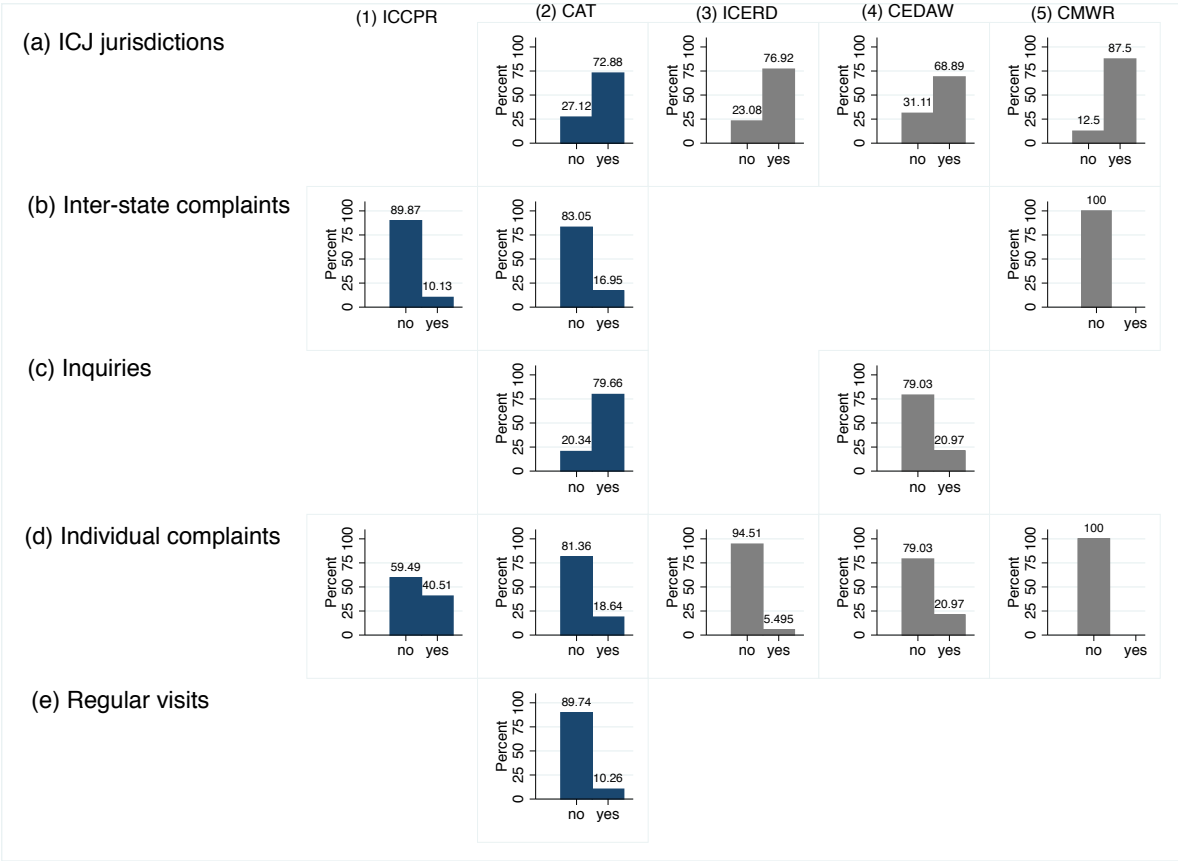 (1) ICCPR (2) CAT (3) ICERD (4) CEDAW (5) CMWR
(a) ICJ jurisdictions
Percent 0 25 50 75 100 27.12 72.88 no yes
Percent 0 25 50 75 100 23.08 76.92 no yes
Percent 0 25 50 75 100 31.11 68.89 no yes
Percent 0 25 50 75 100 12.5 87.5 no yes
(b) Inter-state complaints
Percent 0 25 50 75 100 89.87 10.13 no yes
Percent 0 25 50 75 100 83.05 16.95 no yes
Percent 0 25 50 75 100 100 no yes
(c) Inquiries
Percent 0 25 50 75 100 20.34 79.66 no yes
Percent 0 25 50 75 100 79.03 20.97 no yes
(d) Individual complaints
Percent 0 25 50 75 100 59.49 40.51 no yes
Percent 0 25 50 75 100 81.36 18.64 no yes
Percent 0 25 50 75 100 94.51 5.495 no yes
Percent 0 25 50 75 100 79.03 20.97 no yes
Percent 0 25 50 75 100 100 no yes
(e) Regular visits
Percent 0 25 50 75 100 89.74 10.26 no yes